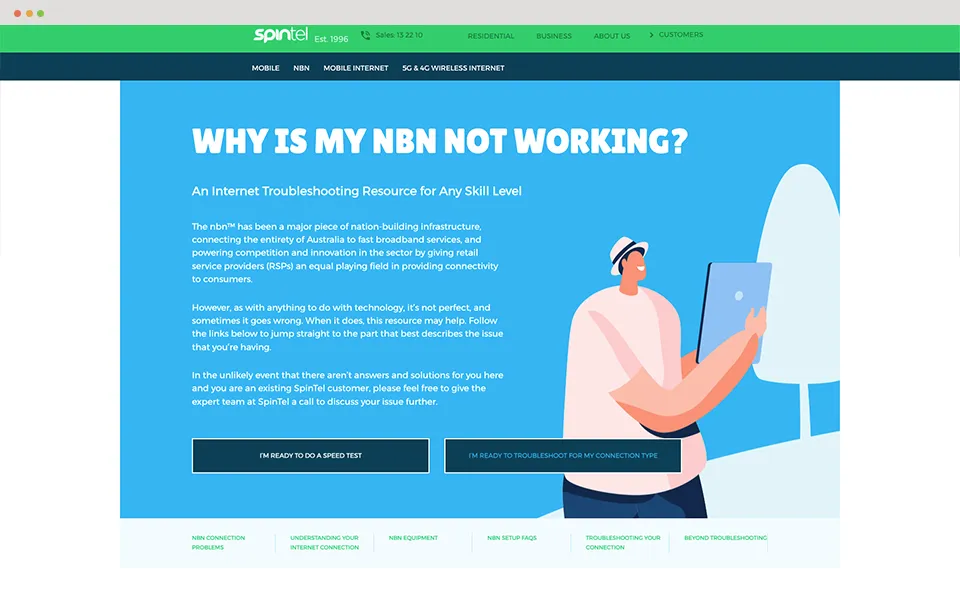 spintel Est. 1996 Sales: 13 22 10 RESIDENTIAL BUSINESS ABOUT US CUSTOMERS
MOBILE NBN MOBILE INTERNET 5G & 4G WIRELESS INTERNET
WHY IS MY NBN NOT WORKING?
An Internet Troubleshooting Resource for Any Skill Level
The nbn™ has been a major piece of nation-building infrastructure,
connecting the entirety of Australia to fast broadband services, and
powering competition and innovation in the sector by giving retail
service providers (RSPs) an equal playing field in providing connectivity
to consumers.
However, as with anything to do with technology, it's not perfect, and
sometimes it goes wrong. When it does, this resource may help. Follow
the links below to jump straight to the part that best describes the issue
that you're having.
In the unlikely event that there aren't answers and solutions for you here
and you are an existing SpinTel customer, please feel free to give the
expert team at SpinTel a call to discuss your issue further.
I'M READY TO DO A SPEED TEST
I'M READY TO TROUBLESHOOT FOR MY CONNECTION TYPE
NBN CONNECTION
PROBLEMS
UNDERSTANDING YOUR
INTERNET CONNECTION
NBN EQUIPMENT
NBN SETUP FAQS
TROUBLESHOOTING YOUR
CONNECTION
BEYOND TROUBLESHOOTING